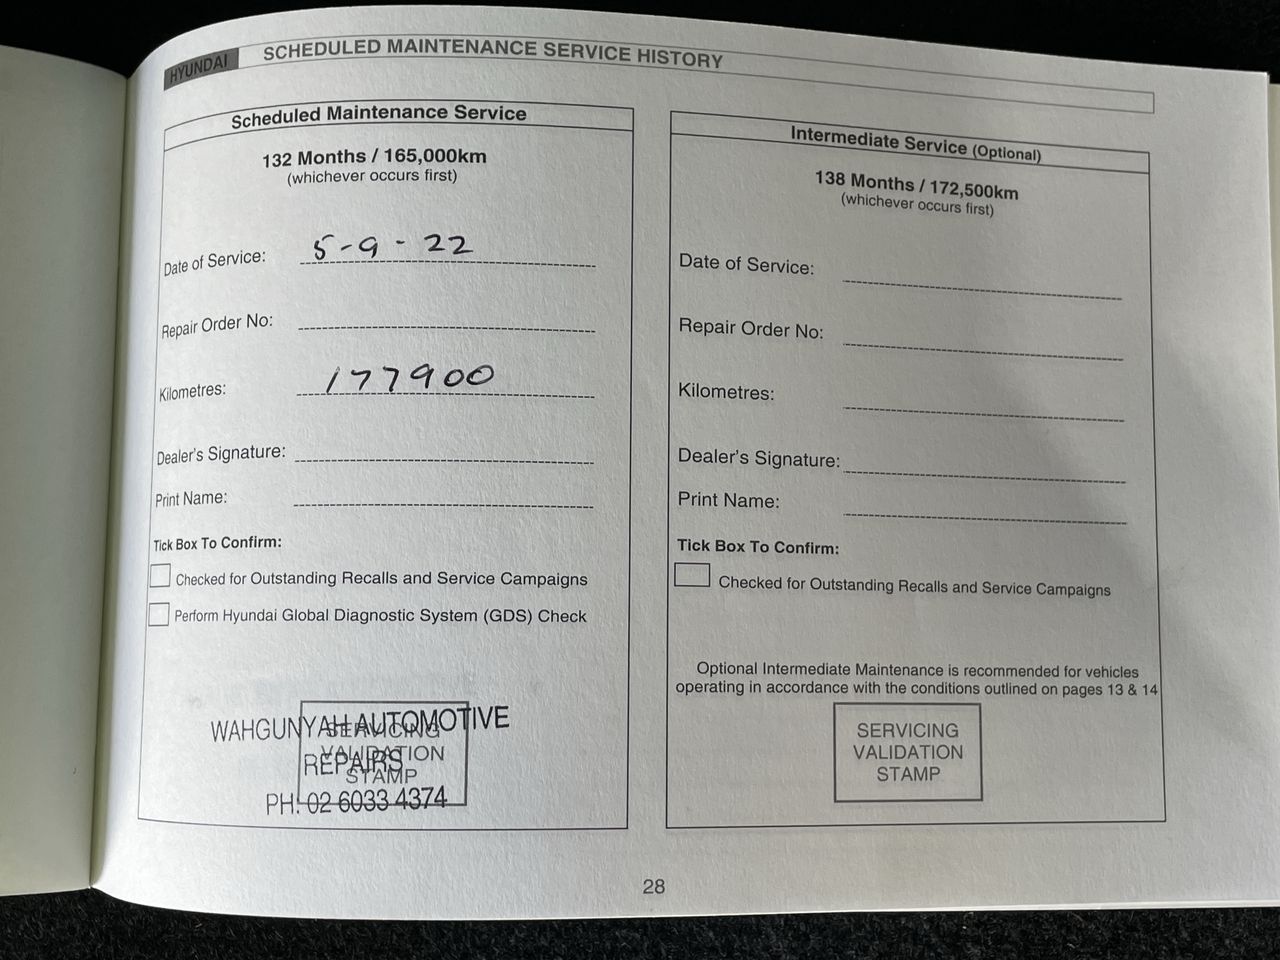 HYUNDAI
SCHEDULED MAINTENANCE SERVICE HISTORY
Scheduled Maintenance Service
132 Months / 165,000km
(whichever occurs first)
Date of Service: 5-9-22
Repair Order No:
Kilometres: 177900
Dealer's Signature:
Print Name:
Tick Box To Confirm:
Checked for Outstanding Recalls and Service Campaigns
Perform Hyundai Global Diagnostic System (GDS) Check
SERVICING
VALIDATION
STAMP
WAHGUNYAH AUTOMOTIVE
REPAIRS
PH: 02 6033 4374
Intermediate Service (Optional)
138 Months / 172,500km
(whichever occurs first)
Date of Service:
Repair Order No:
Kilometres:
Dealer's Signature:
Print Name:
Tick Box To Confirm:
Checked for Outstanding Recalls and Service Campaigns
Optional Intermediate Maintenance is recommended for vehicles
operating in accordance with the conditions outlined on pages 13 & 14
SERVICING
VALIDATION
STAMP
28